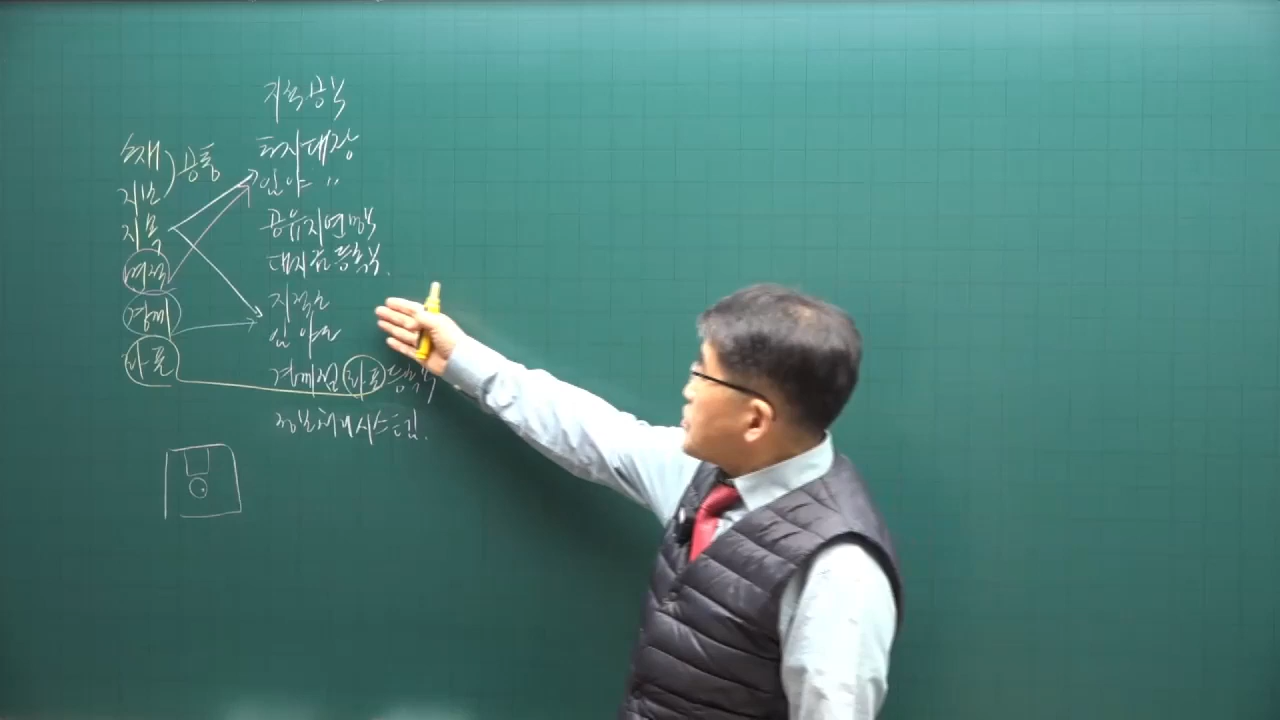 지적공부
토지대장
임야 〃
공유지연명부
대지권등록부.
지적도
임야도
경계점좌표등록부
정보처리시스템.
소재
지번
공통
지목
면적
경계
좌표